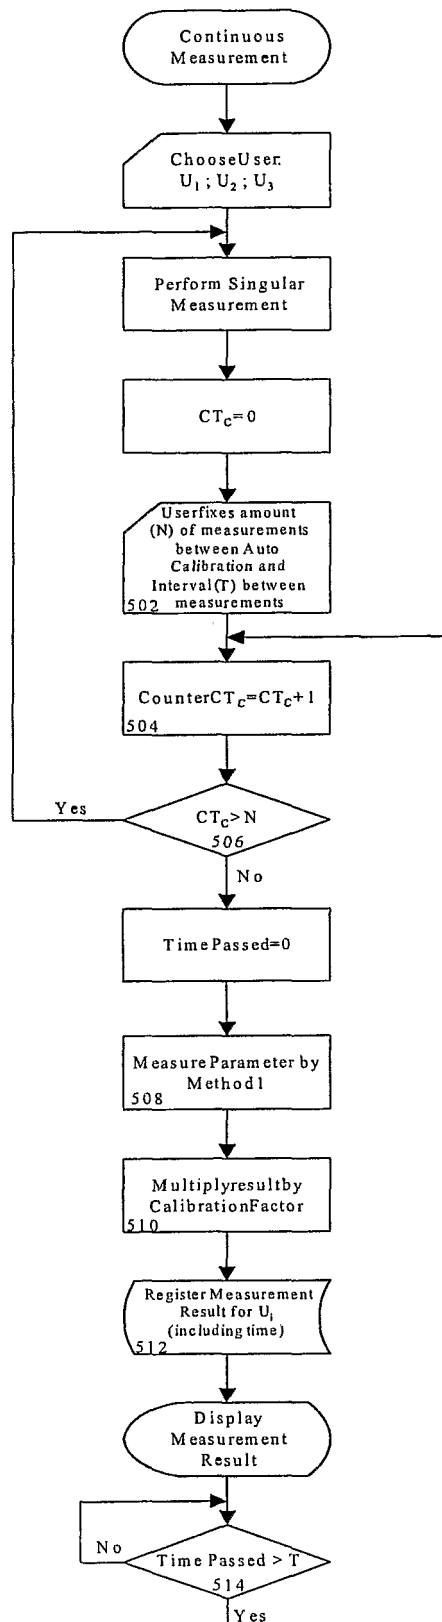 Continuous
Measurement
ChooseUser:
U1 ; U2 ; U3
Perform Singular
Measurement
CTC=0
Userfixes amount
(N) of measurements
between Auto
Calibration and
Interval(T) between
measurements
502
CounterCTC=CTC+1
504
Yes
CTC>N
506
No
TimePassed=0
MeasureParameter by
Method1
508
Multiplyresultby
CalibrationFactor
510
Register Measurement
Result for Ui
(including time)
512
Display
Measurement
Result
No
Time Passed > T
514
Yes